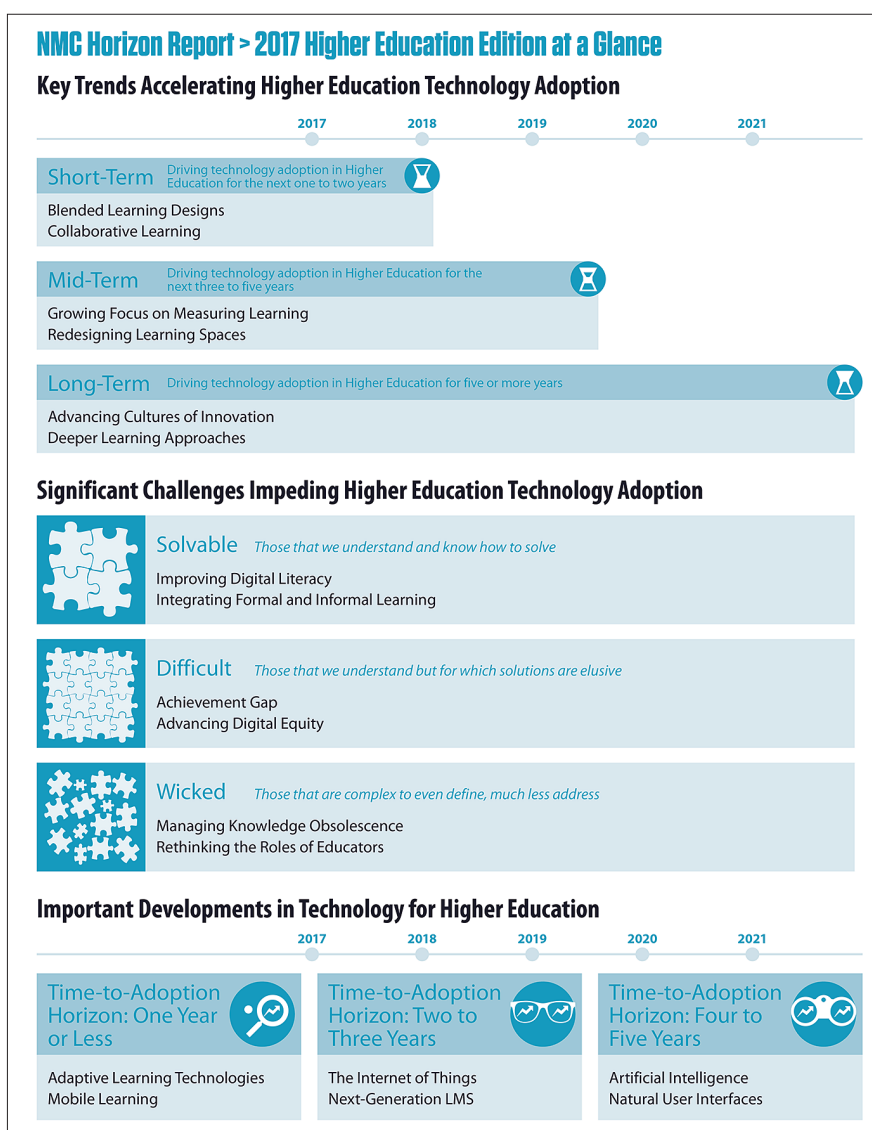 NMC Horizon Report > 2017 Higher Education Edition at a Glance
Key Trends Accelerating Higher Education Technology Adoption
2017 2018 2019 2020 2021
Short-Term Driving technology adoption in Higher
Education for the next one to two years
Blended Learning Designs
Collaborative Learning
Mid-Term Driving technology adoption in Higher Education for the
next three to five years
Growing Focus on Measuring Learning
Redesigning Learning Spaces
Long-Term Driving technology adoption in Higher Education for five or more years
Advancing Cultures of Innovation
Deeper Learning Approaches
Significant Challenges Impeding Higher Education Technology Adoption
Solvable Those that we understand and know how to solve
Improving Digital Literacy
Integrating Formal and Informal Learning
Difficult Those that we understand but for which solutions are elusive
Achievement Gap
Advancing Digital Equity
Wicked Those that are complex to even define, much less address
Managing Knowledge Obsolescence
Rethinking the Roles of Educators
Important Developments in Technology for Higher Education
2017 2018 2019 2020 2021
Time-to-Adoption
Horizon: One Year
or Less
Adaptive Learning Technologies
Mobile Learning
Time-to-Adoption
Horizon: Two to
Three Years
The Internet of Things
Next-Generation LMS
Time-to-Adoption
Horizon: Four to
Five Years
Artificial Intelligence
Natural User Interfaces